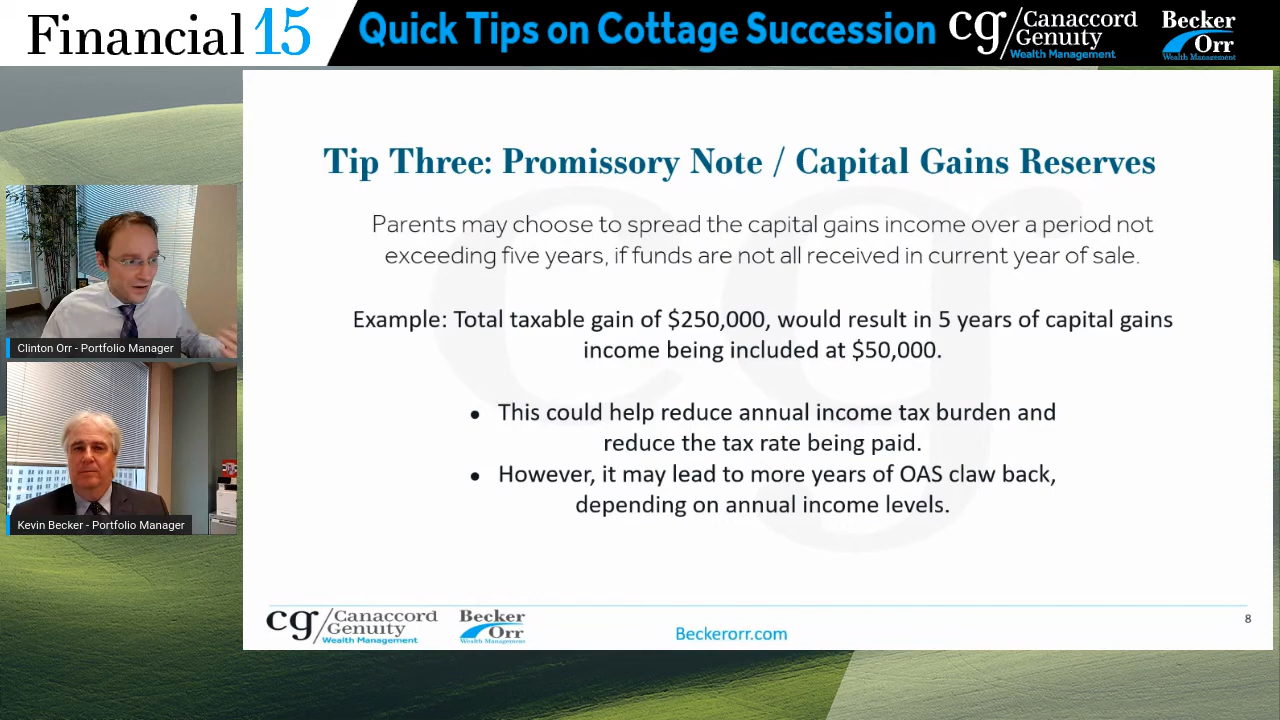 Financial 15
Quick Tips on Cottage Succession
cg/Canaccord
Genuity
Wealth Management
Becker
Orr
Wealth Management
Tip Three: Promissory Note / Capital Gains Reserves
Parents may choose to spread the capital gains income over a period not
exceeding five years, if funds are not all received in current year of sale.
Example: Total taxable gain of $250,000, would result in 5 years of capital gains
income being included at $50,000.
• This could help reduce annual income tax burden and
reduce the tax rate being paid.
• However, it may lead to more years of OAS claw back,
depending on annual income levels.
Clinton Orr - Portfolio Manager
Kevin Becker - Portfolio Manager
cg/Canaccord
Genuity
Wealth Management
Becker
Orr
Wealth Management
Beckerorr.com
8